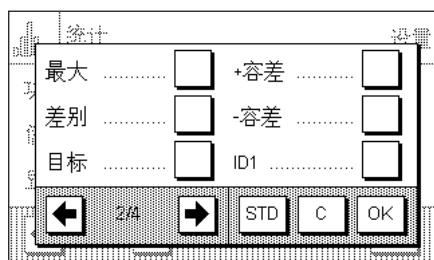 统计
设置
最大 ............ +容差 ............
差别 ............ -容差 ............
目标 ............ ID1 ............
2/4 STD C OK